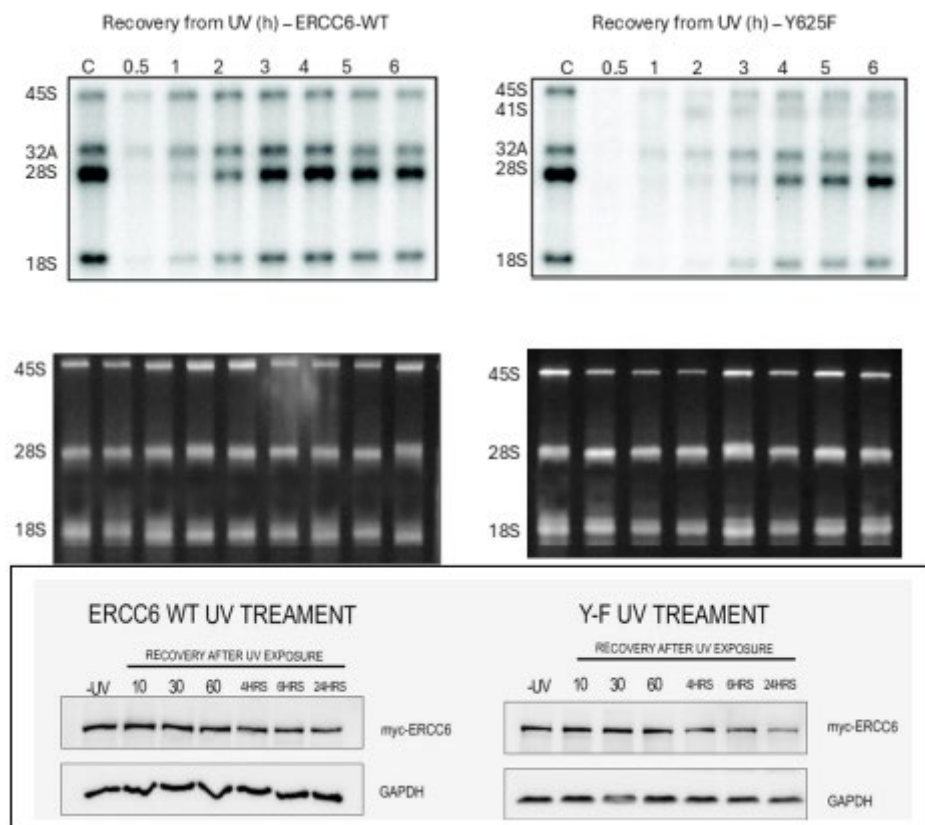 Recovery from UV (h) – ERCC6-WT
C 0.5 1 2 3 4 5 6
45S
32A
28S
18S
Recovery from UV (h) – Y625F
C 0.5 1 2 3 4 5 6
45S
41S
32A
28S
18S
45S
28S
18S
45S
28S
18S
ERCC6 WT UV TREAMENT
RECOVERY AFTER UV EXPOSURE
-UV 10 30 60 4HRS 6HRS 24HRS
myc-ERCC6
GAPDH
Y-F UV TREAMENT
RECOVERY AFTER UV EXPOSURE
-UV 10 30 60 4HRS 6HRS 24HRS
myc-ERCC6
GAPDH